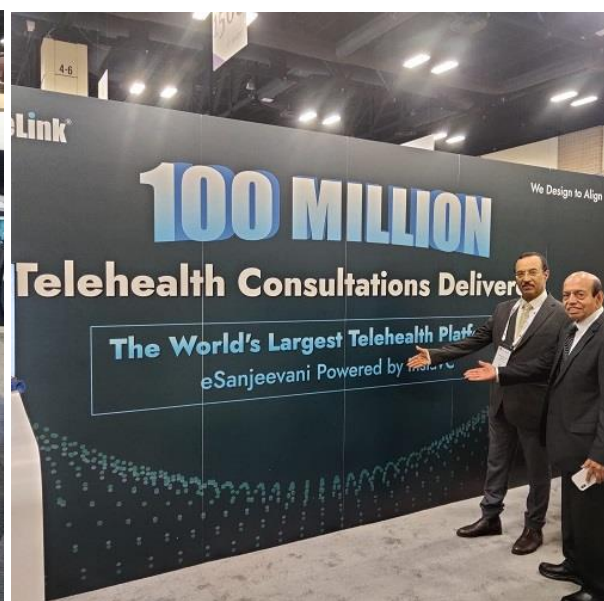 4-6
Link
100 MILLION
We Design to Align
Telehealth Consultations Deliver
The World's Largest Telehealth Platf
eSanjeevani Powered by